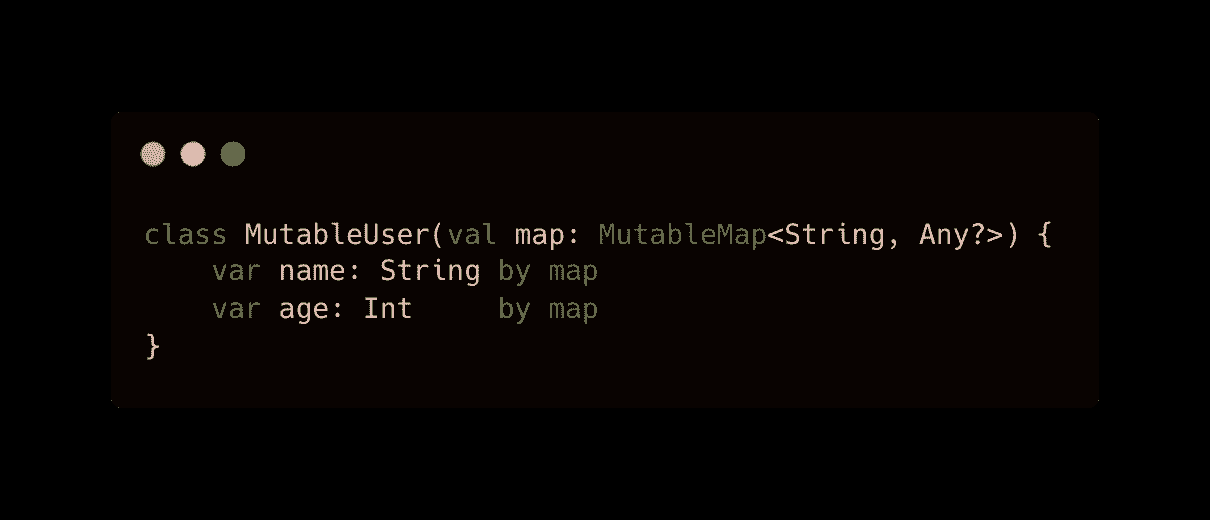 class MutableUser(val map: MutableMap<String, Any?>) {
    var name: String by map
    var age: Int     by map
}